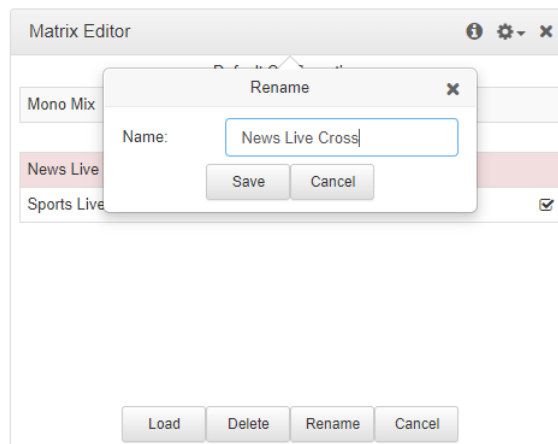 Matrix Editor
Rename
Mono Mix
Name:
News Live Cross
Save Cancel
News Live
Sports Live
Load Delete Rename Cancel